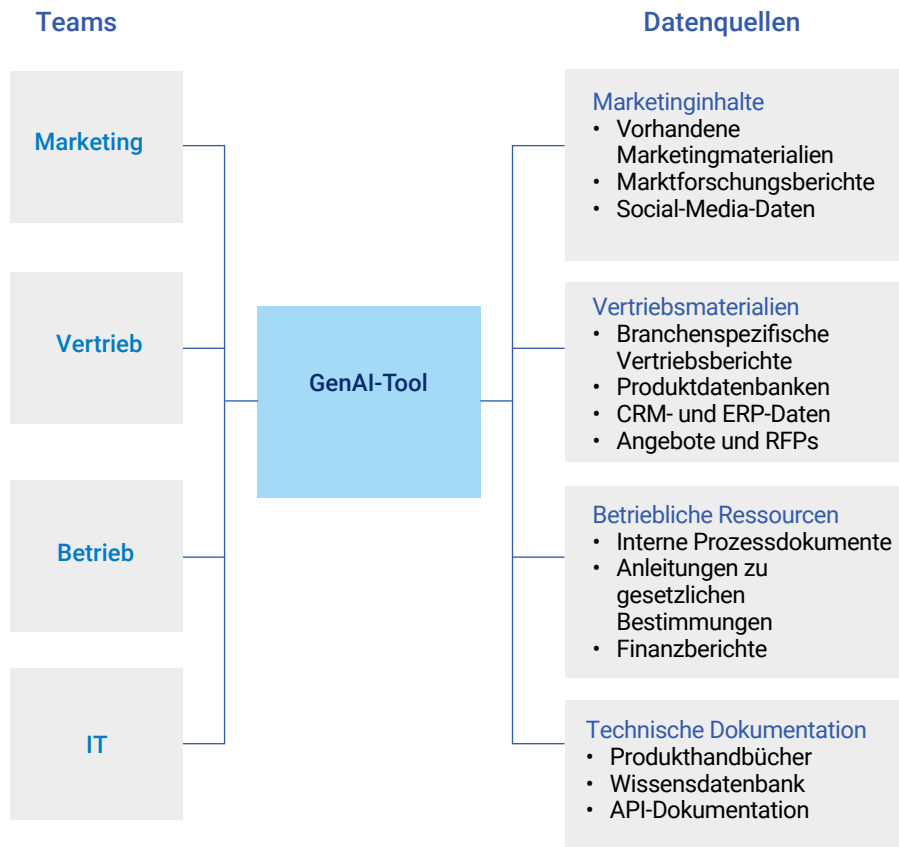 Teams
Datenquellen
Marketing
Vertrieb
Betrieb
IT
GenAI-Tool
Marketinginhalte
• Vorhandene
Marketingmaterialien
• Marktforschungsberichte
• Social-Media-Daten
Vertriebsmaterialien
• Branchenspezifische
Vertriebsberichte
• Produktdatenbanken
• CRM- und ERP-Daten
• Angebote und RFPs
Betriebliche Ressourcen
• Interne Prozessdokumente
• Anleitungen zu
gesetzlichen
Bestimmungen
• Finanzberichte
Technische Dokumentation
• Produkthandbücher
• Wissensdatenbank
• API-Dokumentation